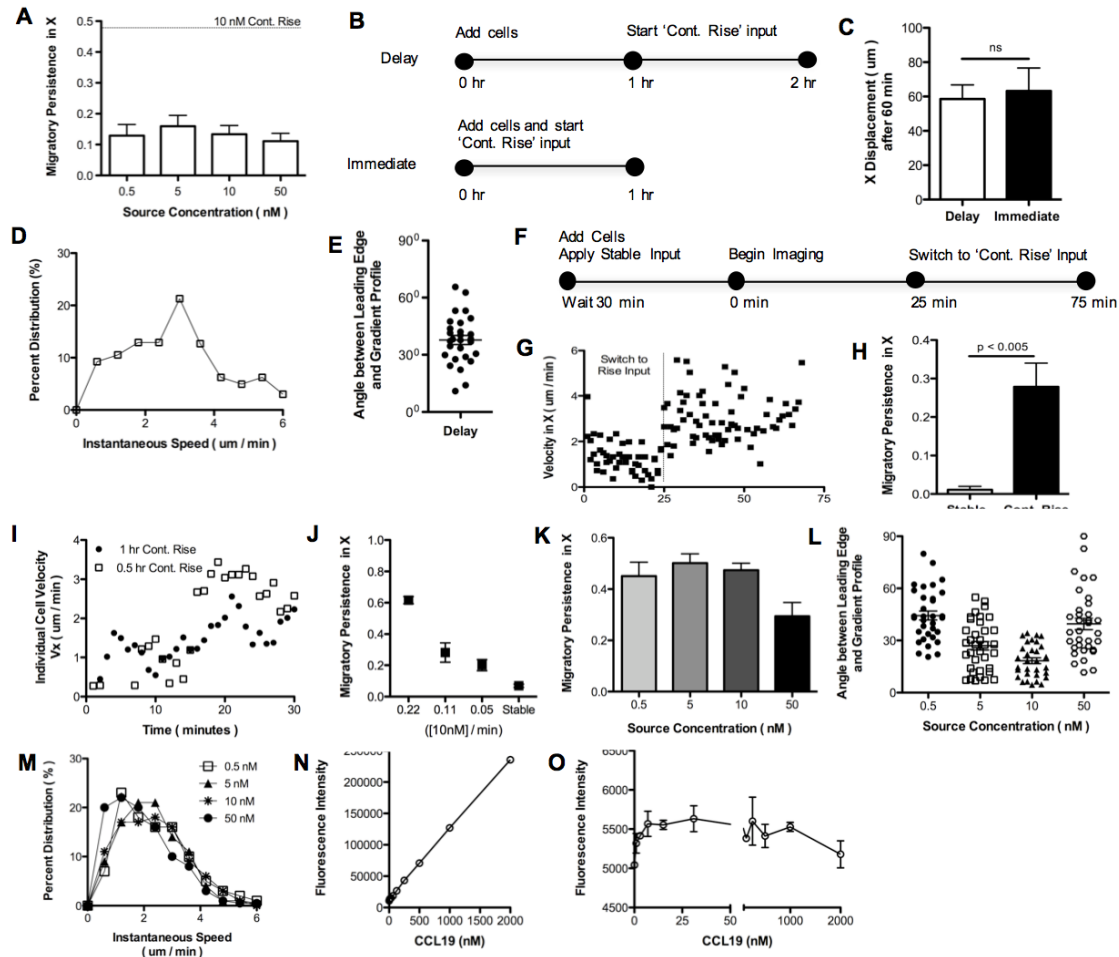 A
Migratory Persistence in X
0.5
0.4
0.3
0.2
0.1
0.0
10 nM Cont. Rise
0.5 5 10 50
Source Concentration ( nM )
B
Add cells Start ‘Cont. Rise’ input
Delay
0 hr 1 hr 2 hr
Add cells and start
‘Cont. Rise’ input
Immediate
0 hr 1 hr
C
X Displacement ( um )
after 60 min
100
80
60
40
20
0
ns
Delay Immediate
D
Percent Distribution (%)
30
20
10
0
0 2 4 6
Instantaneous Speed ( um / min )
E
Angle between Leading Edge
and Gradient Profile
90⁰
60⁰
30⁰
0⁰
Delay
F
Add Cells
Apply Stable Input Begin Imaging Switch to ‘Cont. Rise’ Input
Wait 30 min 0 min 25 min 75 min
G
Velocity in X ( um / min )
6
4
2
0
Switch to
Rise Input
0 25 50 75
H
Migratory Persistence in X
0.4
0.3
0.2
0.1
0.0
p < 0.005
Stable Cont. Rise
I
Individual Cell Velocity
Vx ( um / min )
4
3
2
1
0
1 hr Cont. Rise
0.5 hr Cont. Rise
0 10 20 30
Time ( minutes )
J
Migratory Persistence in X
1.0
0.8
0.6
0.4
0.2
0.0
0.22 0.11 0.05 Stable
([10nM] / min)
K
Migratory Persistence in X
0.6
0.4
0.2
0.0
0.5 5 10 50
Source Concentration ( nM )
L
Angle between Leading Edge
and Gradient Profile
90
60
30
0
0.5 5 10 50
Source Concentration ( nM )
M
Percent Distribution ( % )
30
20
10
0
0.5 nM
5 nM
10 nM
50 nM
0 2 4 6
Instantaneous Speed
( um / min )
N
Fluorescence Intensity
250000
200000
150000
100000
50000
0
0 500 1000 1500 2000
CCL19 (nM)
O
Fluorescence Intensity
6500
6000
5500
5000
4500
0 25 50 1000 2000
CCL19 (nM)